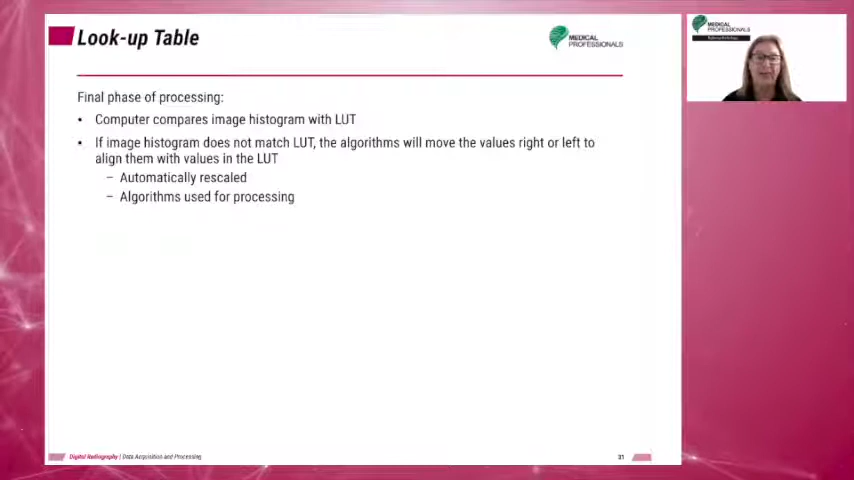 Look-up Table
MEDICAL
PROFESSIONALS
Final phase of processing:
• Computer compares image histogram with LUT
• If image histogram does not match LUT, the algorithms will move the values right or left to
align them with values in the LUT
– Automatically rescaled
– Algorithms used for processing
Digital Radiography | Data Acquisition and Processing
31
MEDICAL
PROFESSIONALS